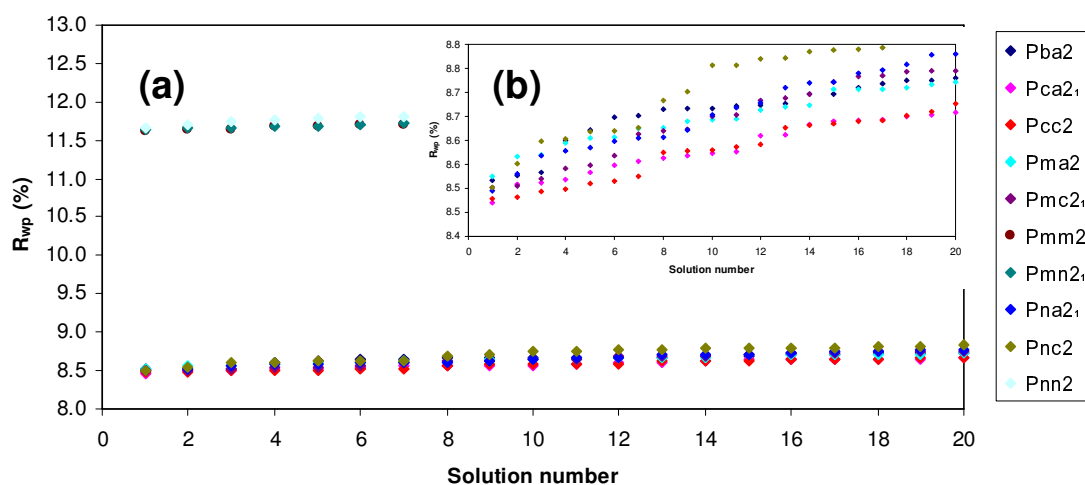 13.0
12.5
12.0
11.5
11.0
10.5
10.0
9.5
9.0
8.5
8.0
R_wp (%)
(a)
0 2 4 6 8 10 12 14 16 18 20
Solution number
8.8
8.8
8.7
8.7
8.6
8.6
8.5
8.5
8.4
R_wp (%)
(b)
0 2 4 6 8 10 12 14 16 18 20
Solution number
Pba2
Pca2₁
Pcc2
Pma2
Pmc2₁
Pmm2
Pmn2₁
Pna2₁
Pnc2
Pnn2